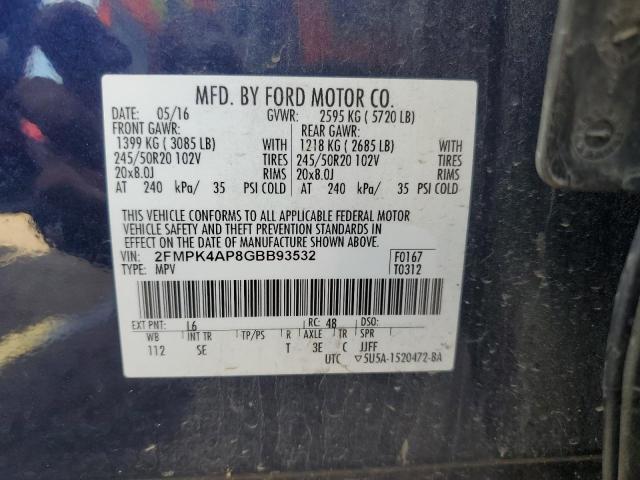 MFD. BY FORD MOTOR CO.
DATE: 05/16 GVWR: 2595 KG ( 5720 LB)
FRONT GAWR: REAR GAWR:
1399 KG ( 3085 LB) WITH 1218 KG ( 2685 LB) WITH
245/50R20 102V TIRES 245/50R20 102V TIRES
20x8.0J RIMS 20x8.0J RIMS
AT 240 kPa/ 35 PSI COLD AT 240 kPa/ 35 PSI COLD
THIS VEHICLE CONFORMS TO ALL APPLICABLE FEDERAL MOTOR
VEHICLE SAFETY AND THEFT PREVENTION STANDARDS IN
EFFECT ON THE DATE OF MANUFACTURE SHOWN ABOVE.
VIN: 2FMPK4AP8GBB93532 F0167
TYPE: MPV T0312
EXT PNT: L6 RC: 48 DSO:
WB INT TR TP/PS R AXLE TR SPR
112 SE T 3E C JJFF
UTC ▽5U5A-1520472-BA